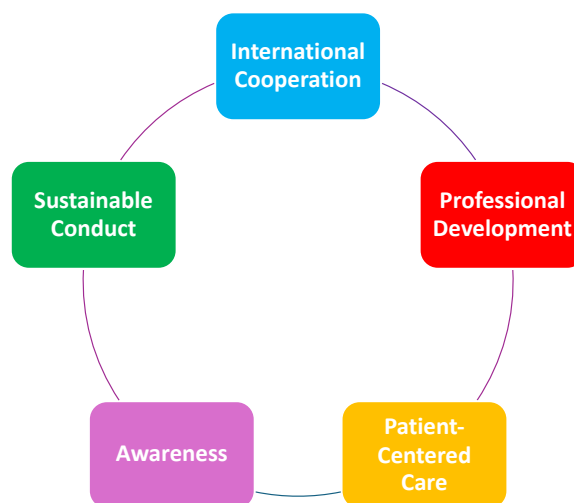 International
Cooperation
Professional
Development
Patient-
Centered
Care
Awareness
Sustainable
Conduct